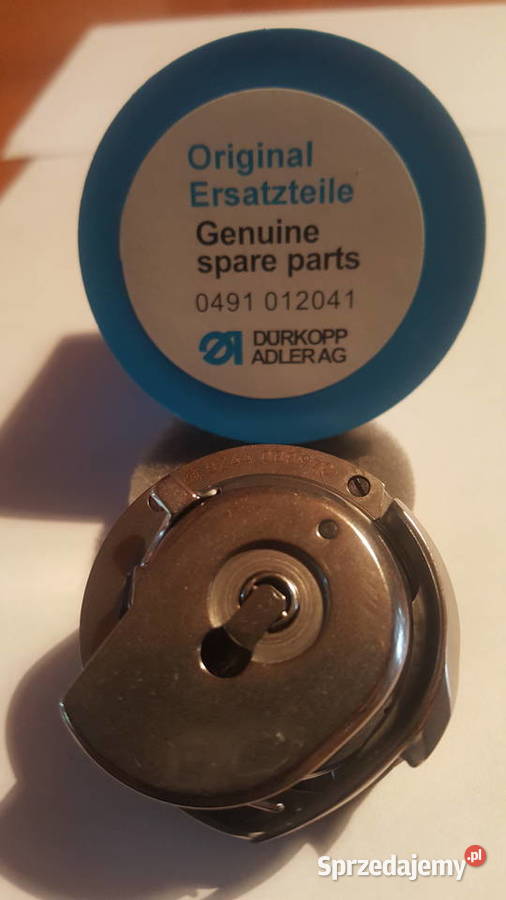 Original
Ersatzteile
Genuine
spare parts
0491 012041
DÜRKOPP
ADLER AG
Sprzedajemy.pl